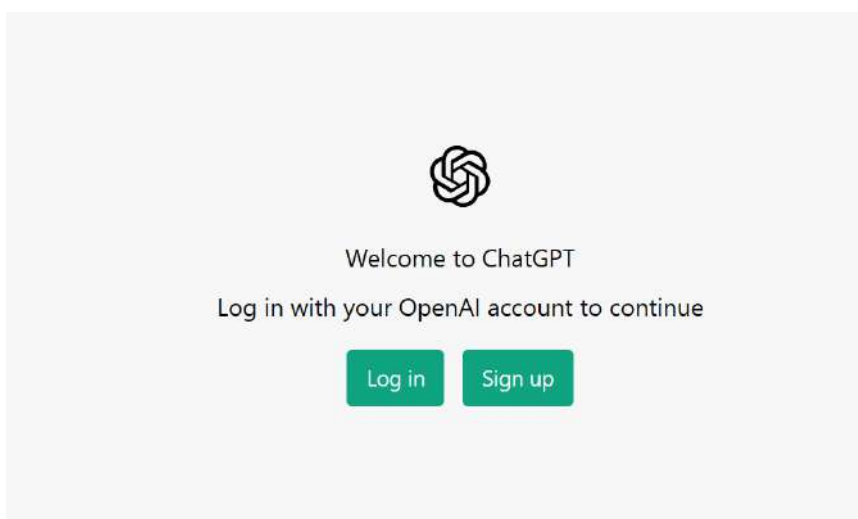 Welcome to ChatGPT
Log in with your OpenAI account to continue
Log in Sign up